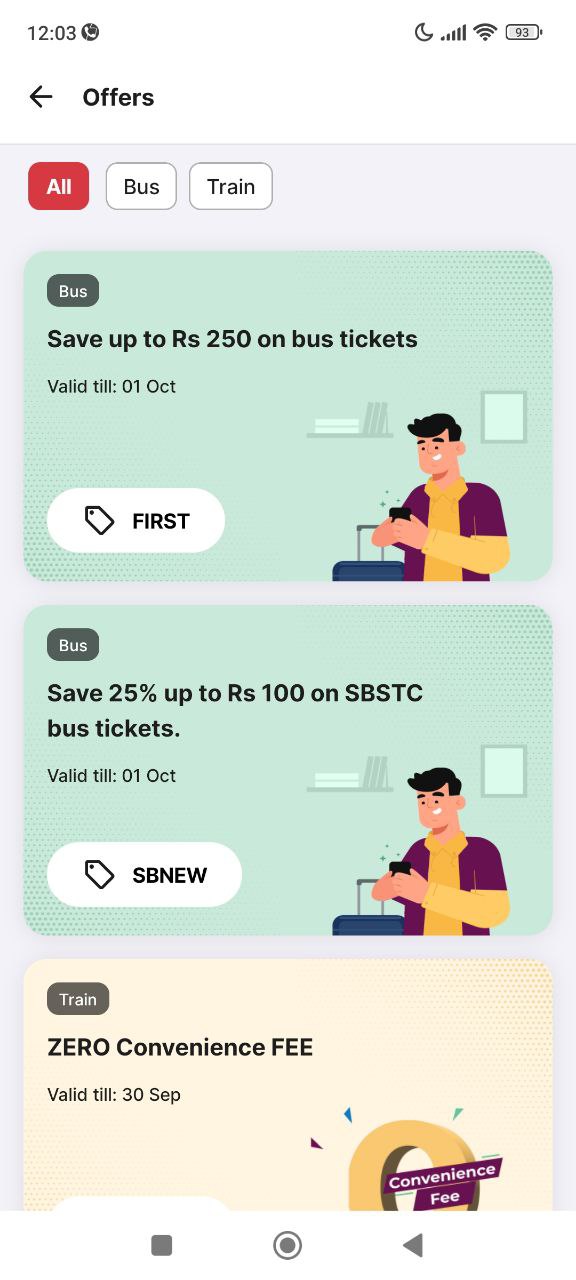 12:03
93
Offers
All
Bus
Train
Bus
Save up to Rs 250 on bus tickets
Valid till: 01 Oct
FIRST
Bus
Save 25% up to Rs 100 on SBSTC
bus tickets.
Valid till: 01 Oct
SBNEW
Train
ZERO Convenience FEE
Valid till: 30 Sep
Convenience
Fee